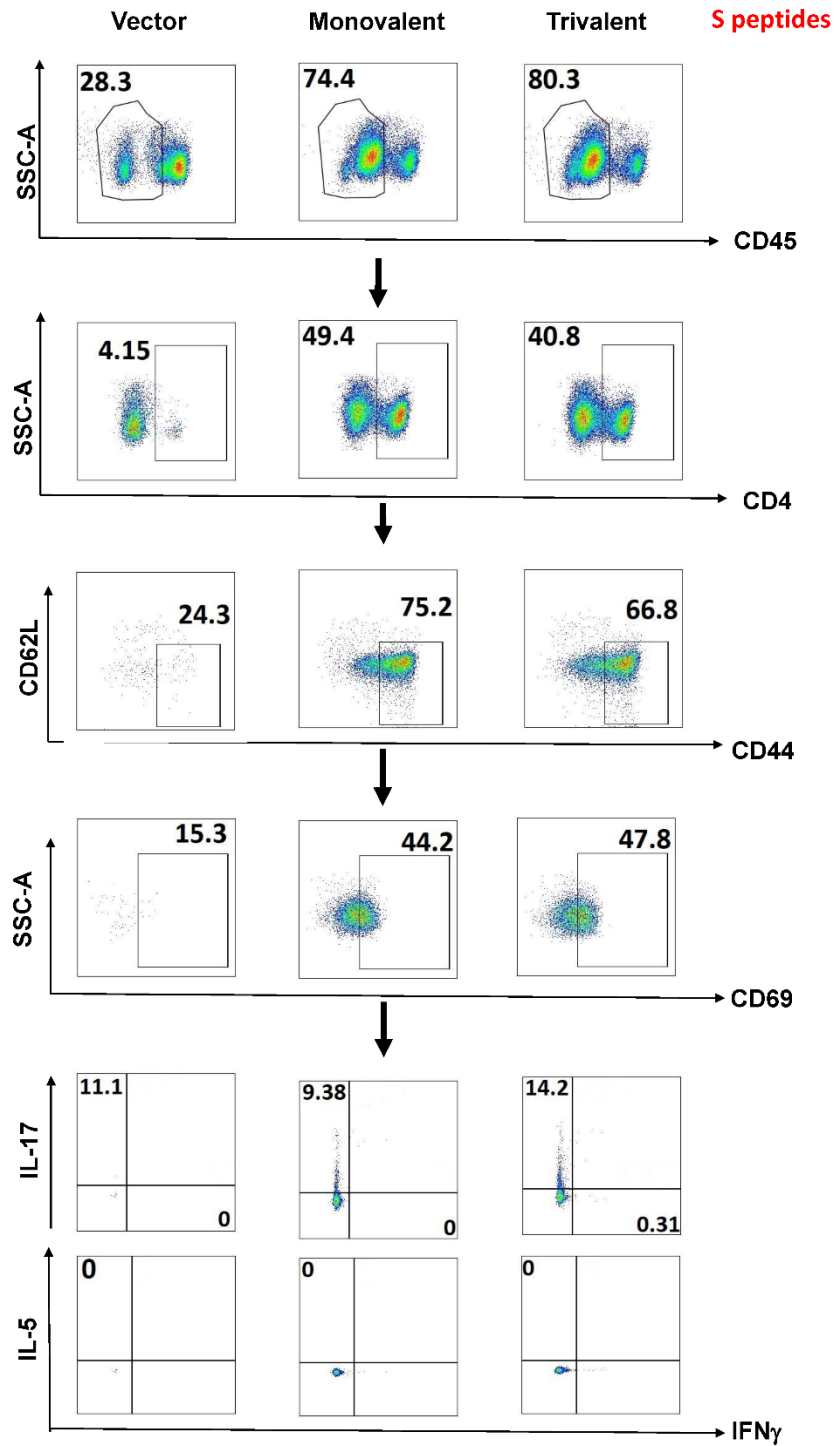 Vector Monovalent Trivalent S peptides
28.3 74.4 80.3
SSC-A
CD45
4.15 49.4 40.8
SSC-A
CD4
24.3 75.2 66.8
CD62L
CD44
15.3 44.2 47.8
SSC-A
CD69
11.1 9.38 14.2
IL-17
0 0 0.31
0 0 0
IL-5
IFNγ